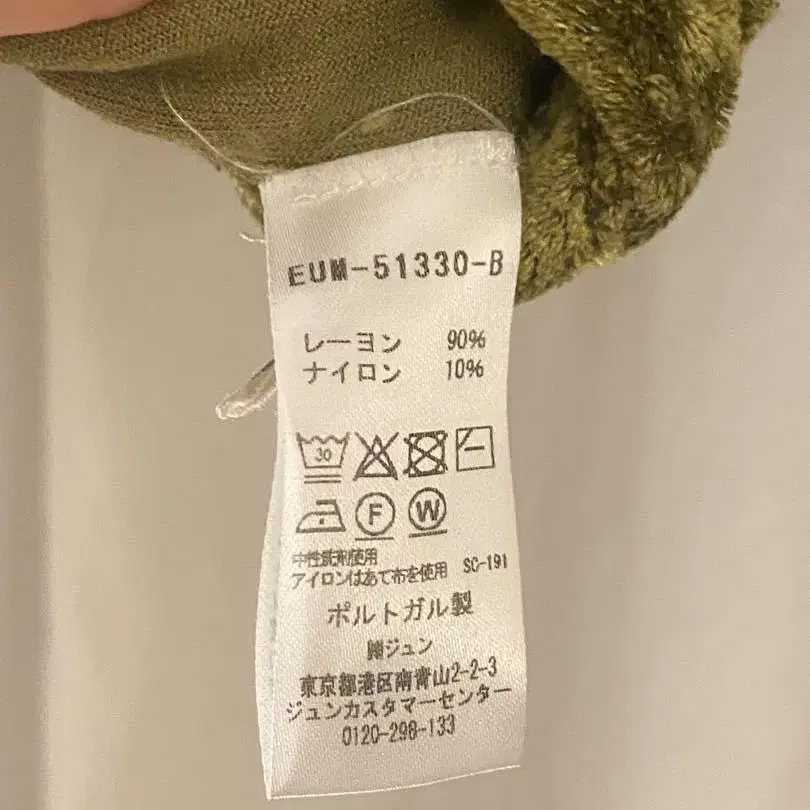 EUM-51330-B
レーヨン 90%
ナイロン 10%
30
F W
中性洗剤使用
アイロンはあて布を使用 SC-191
ポルトガル製
㈱ジュン
東京都港区南青山2-2-3
ジュンカスタマーセンター
0120-298-133